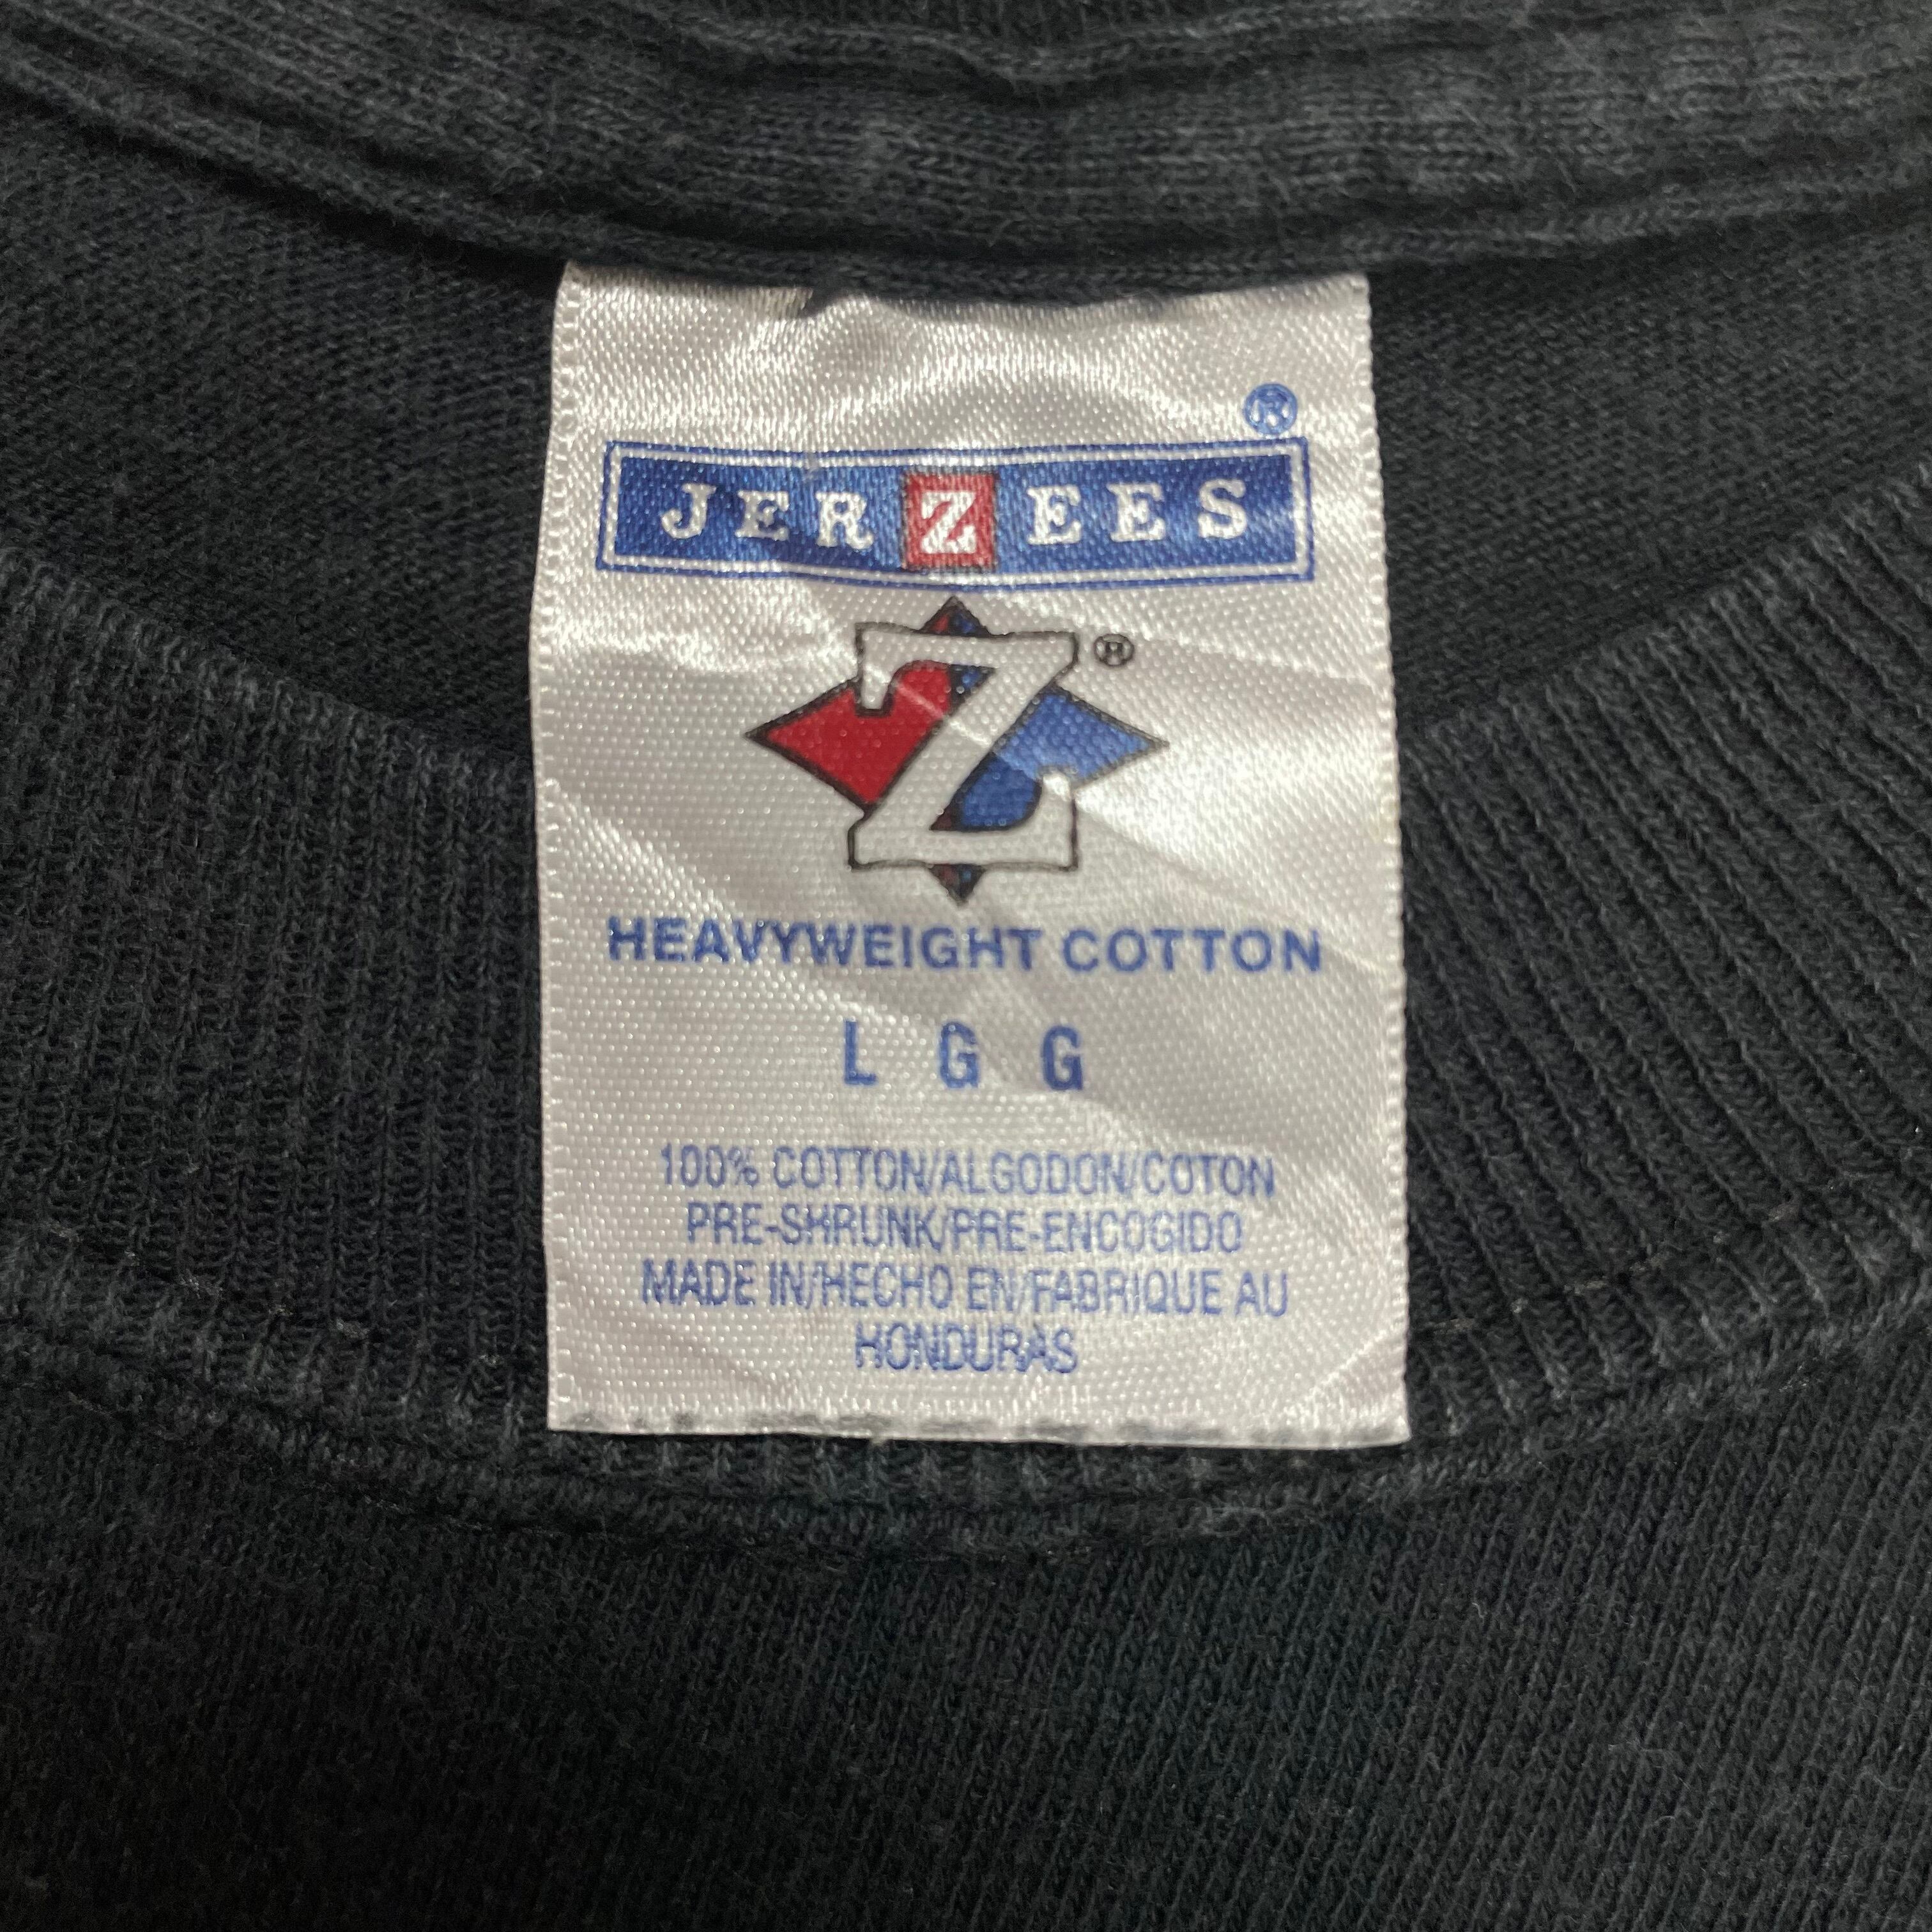 ®
JERZEES
Z®
HEAVYWEIGHT COTTON
L G G
100% COTTON/ALGODON/COTON
PRE-SHRUNK/PRE-ENCOGIDO
MADE IN/HECHO EN/FABRIQUE AU
HONDURAS